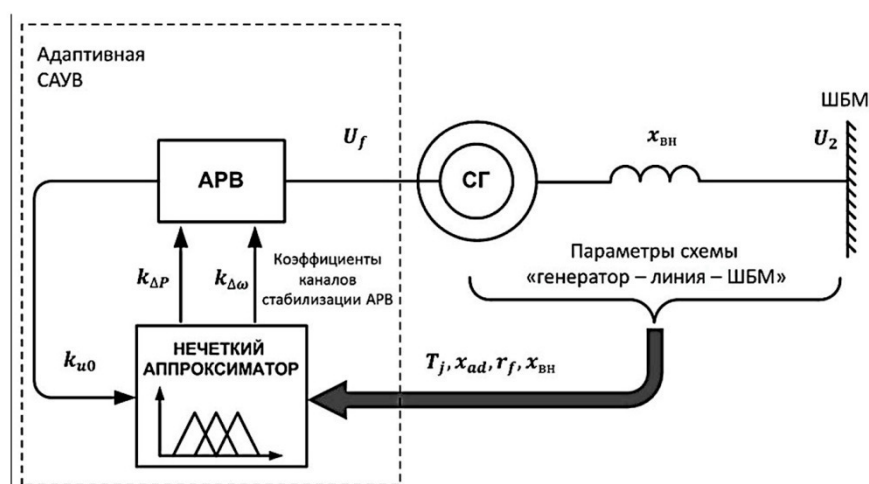 Адаптивная
САУВ
АРВ
U_f
СГ
x_вн
ШБМ
U_2
k_ΔP
k_Δω
Коэффициенты
каналов
стабилизации АРВ
Параметры схемы
«генератор – линия – ШБМ»
k_u0
НЕЧЕТКИЙ
АППРОКСИМАТОР
T_j, x_ad, r_f, x_вн